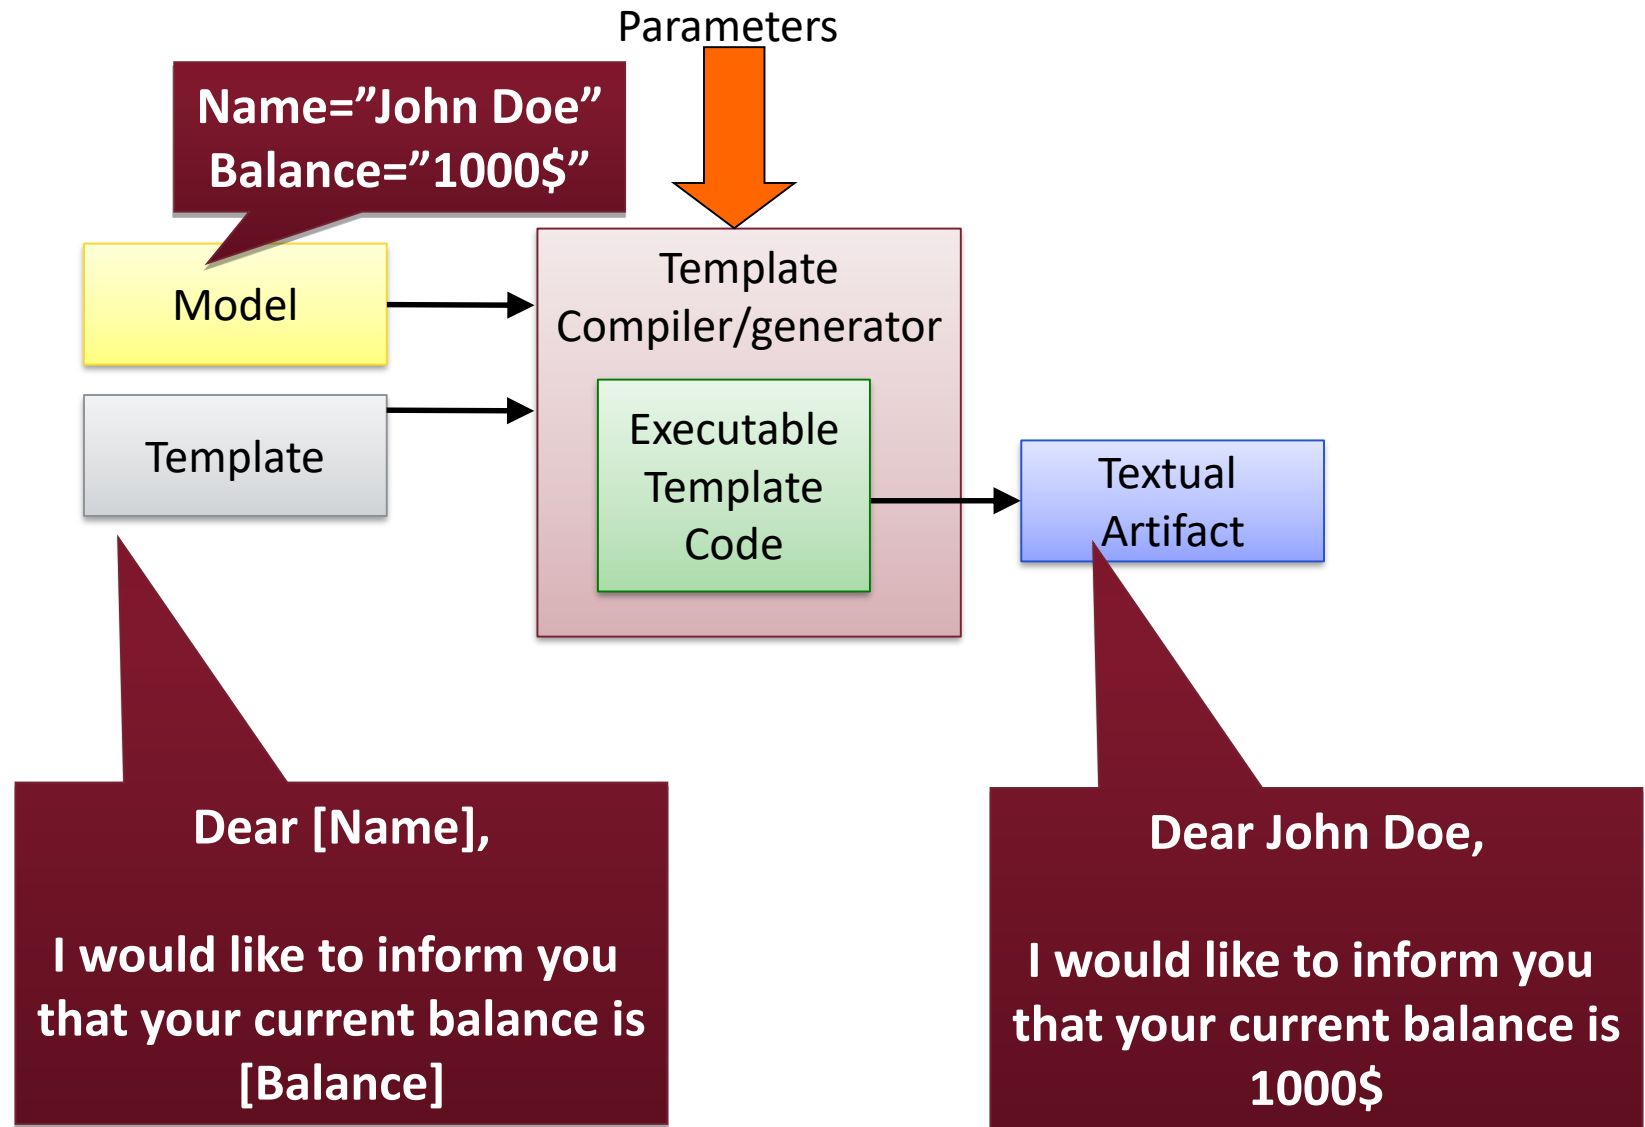 Parameters
Name=”John Doe”
Balance=”1000$”
Model
Template
Compiler/generator
Template
Executable
Template
Code
Textual
Artifact
Dear [Name],
I would like to inform you
that your current balance is
[Balance]
Dear John Doe,
I would like to inform you
that your current balance is
1000$